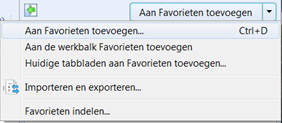 Aan Favorieten toevoegen
Aan Favorieten toevoegen... Ctrl+D
Aan de werkbalk Favorieten toevoegen
Huidige tabbladen aan Favorieten toevoegen...
Importeren en exporteren...
Favorieten indelen...